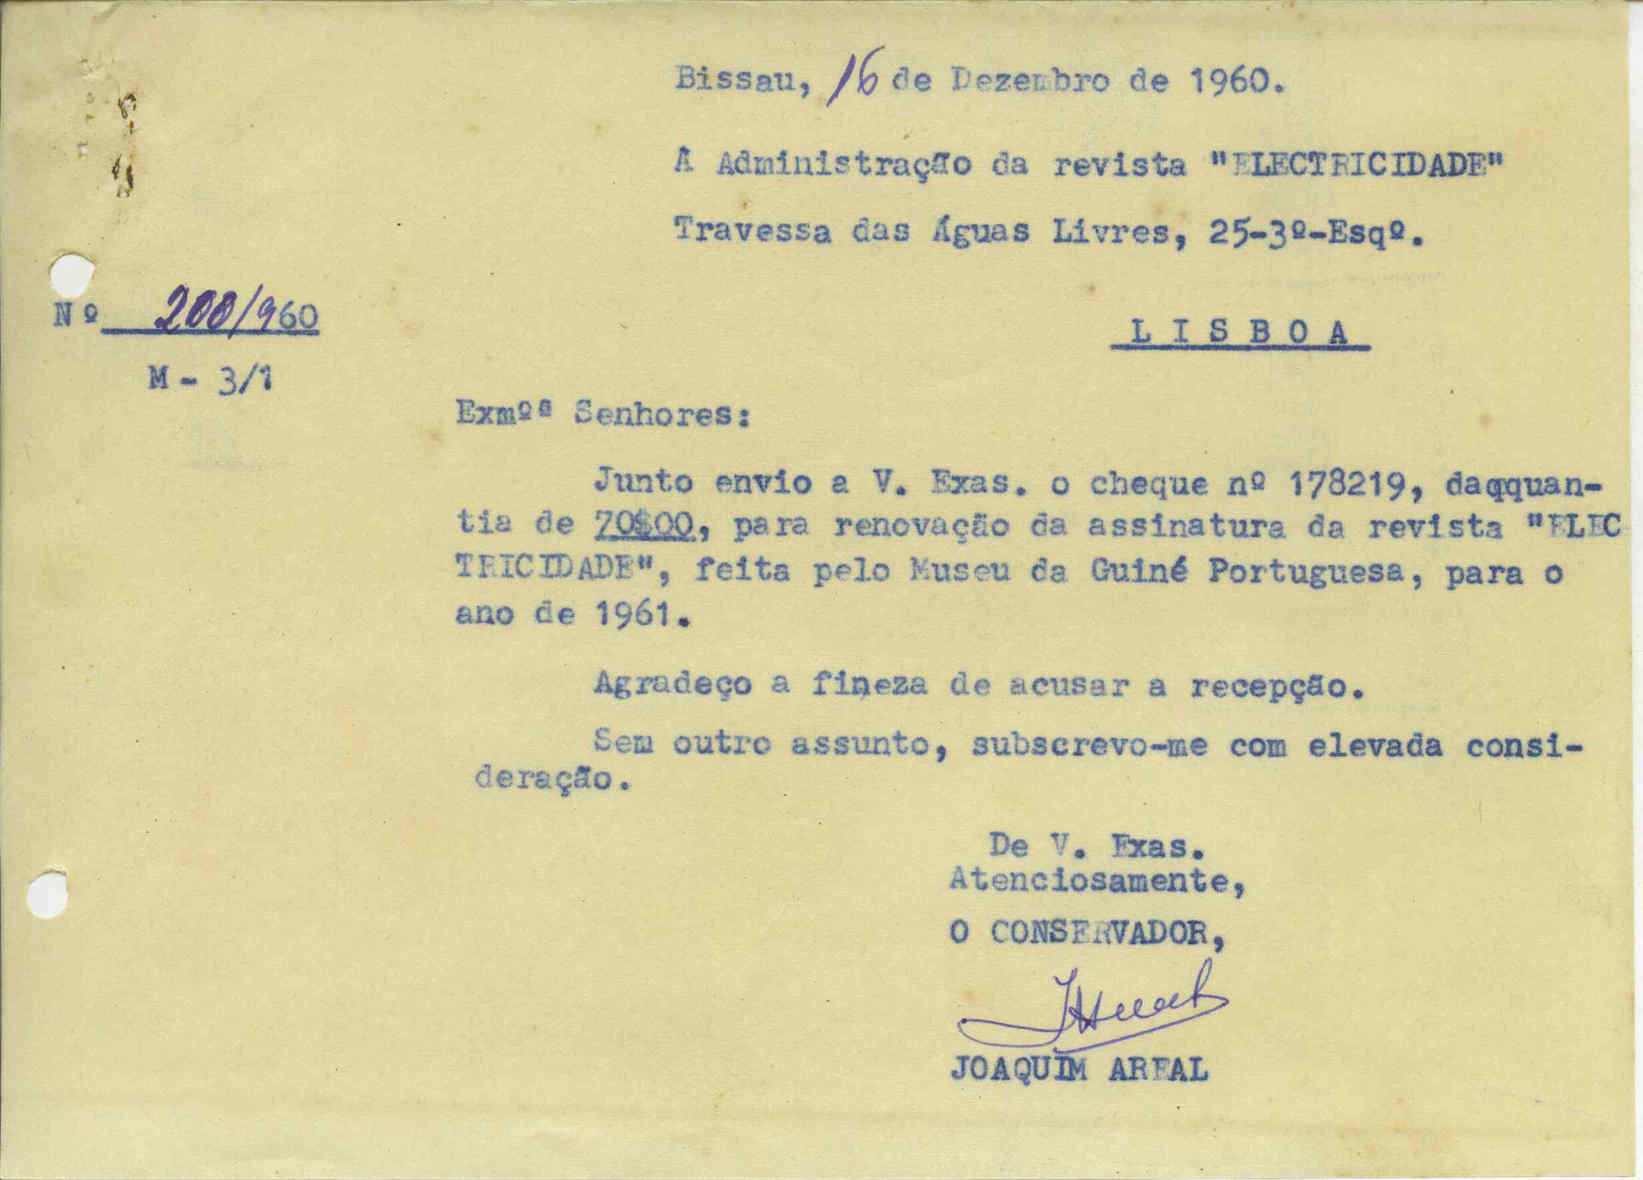 Bissau, 16 de Dezembro de 1960.
À Administração da revista "ELECTRICIDADE"
Travessa das Águas Livres, 25-3º-Esqº.
Nº 200/960
M - 3/1
L I S B O A
Exmºˢ Senhores:
Junto envio a V. Exas. o cheque nº 178219, daqquan-
tia de 70$00, para renovação da assinatura da revista "ELEC
TRICIDADE", feita pelo Museu da Guiné Portuguesa, para o
ano de 1961.
Agradeço a fineza de acusar a recepção.
Sem outro assunto, subscrevo-me com elevada consi-
deração.
De V. Exas.
Atenciosamente,
O CONSERVADOR,
JOAQUIM AREAL